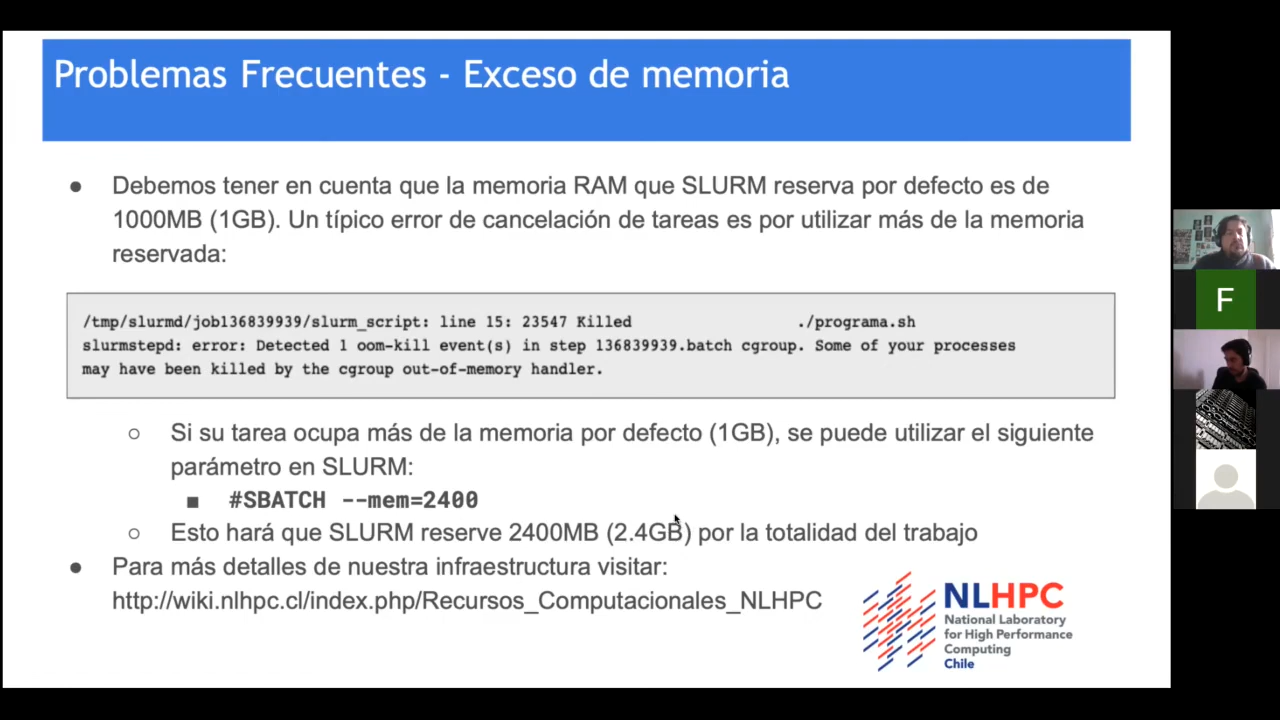 Problemas Frecuentes - Exceso de memoria
● Debemos tener en cuenta que la memoria RAM que SLURM reserva por defecto es de
1000MB (1GB). Un típico error de cancelación de tareas es por utilizar más de la memoria
reservada:
/tmp/slurmd/job136839939/slurm_script: line 15: 23547 Killed ./programa.sh
slurmstepd: error: Detected 1 oom-kill event(s) in step 136839939.batch cgroup. Some of your processes
may have been killed by the cgroup out-of-memory handler.
○ Si su tarea ocupa más de la memoria por defecto (1GB), se puede utilizar el siguiente
parámetro en SLURM:
■ #SBATCH --mem=2400
○ Esto hará que SLURM reserve 2400MB (2.4GB) por la totalidad del trabajo
● Para más detalles de nuestra infraestructura visitar:
http://wiki.nlhpc.cl/index.php/Recursos_Computacionales_NLHPC
NLHPC
National Laboratory
for High Performance
Computing
Chile
F